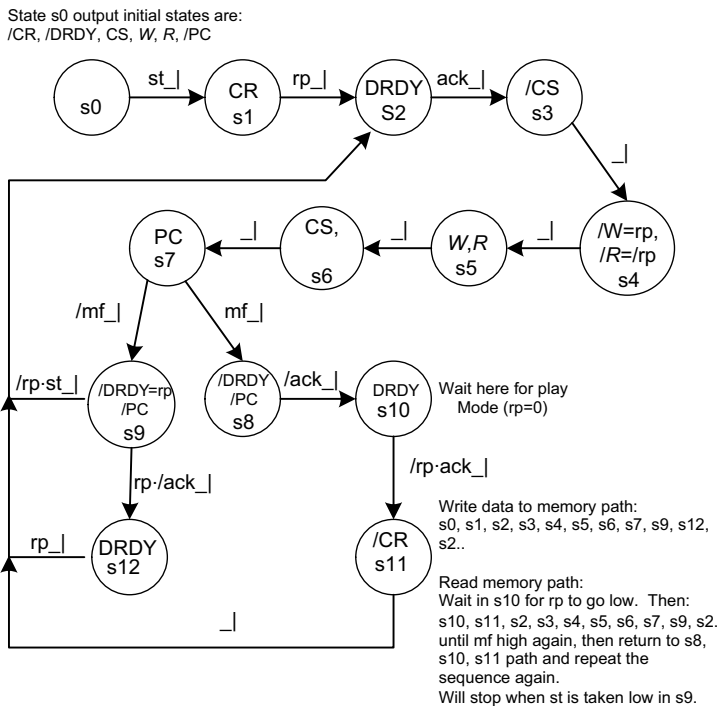 State s0 output initial states are:
/CR, /DRDY, CS, W, R, /PC
s0
st_|
CR
s1
rp_|
DRDY
S2
ack_|
/CS
s3
_|
/W=rp,
/R=/rp
s4
_|
W,R
s5
_|
CS,
s6
_|
PC
s7
/mf_|
mf_|
/rp·st_|
/DRDY=rp
/PC
s9
/DRDY
/PC
s8
/ack_|
DRDY
s10
Wait here for play
Mode (rp=0)
rp·/ack_|
/rp·ack_|
rp_|
DRDY
s12
/CR
s11
_|
Write data to memory path:
s0, s1, s2, s3, s4, s5, s6, s7, s9, s12,
s2..
Read memory path:
Wait in s10 for rp to go low. Then:
s10, s11, s2, s3, s4, s5, s6, s7, s9, s2.
until mf high again, then return to s8,
s10, s11 path and repeat the
sequence again.
Will stop when st is taken low in s9.